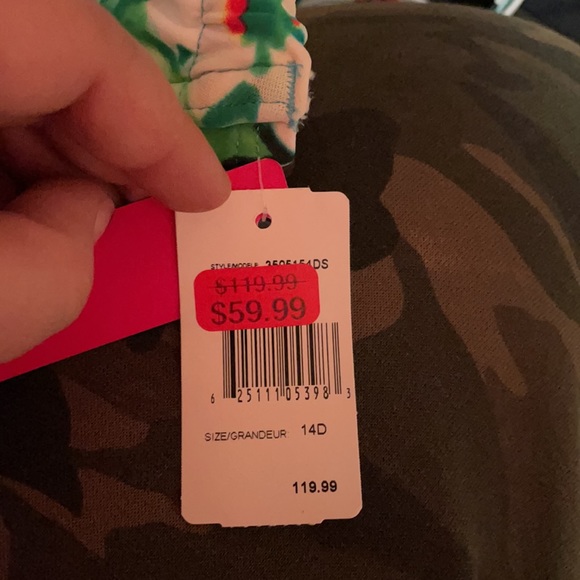 STYLE/MODELE 3505154DS
$119.99
$59.99
6 25111 05398 3
SIZE/GRANDEUR 14D
119.99